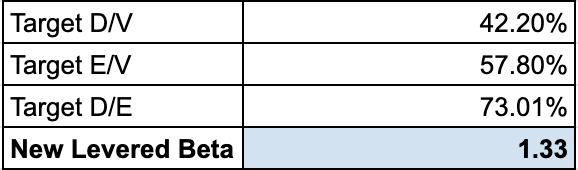 Target D/V 42.20%
Target E/V 57.80%
Target D/E 73.01%
New Levered Beta 1.33